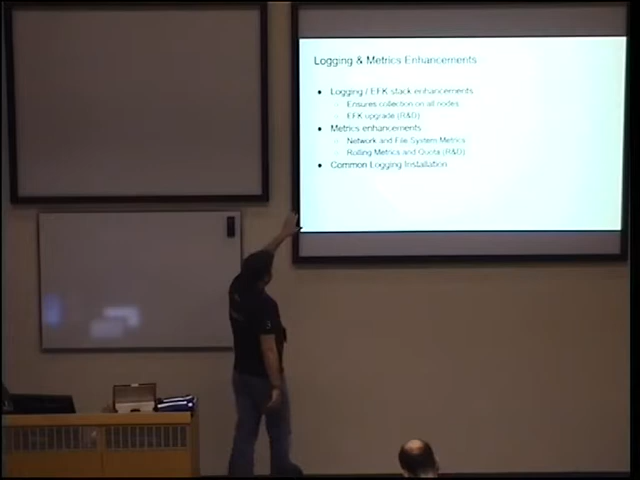 Logging & Metrics Enhancements
Logging / EFK stack enhancements
Ensures collection on all nodes
EFK upgrade (R&D)
Metrics enhancements
Network and File System Metrics
Rolling Metrics and Quota (R&D)
Common Logging Installation